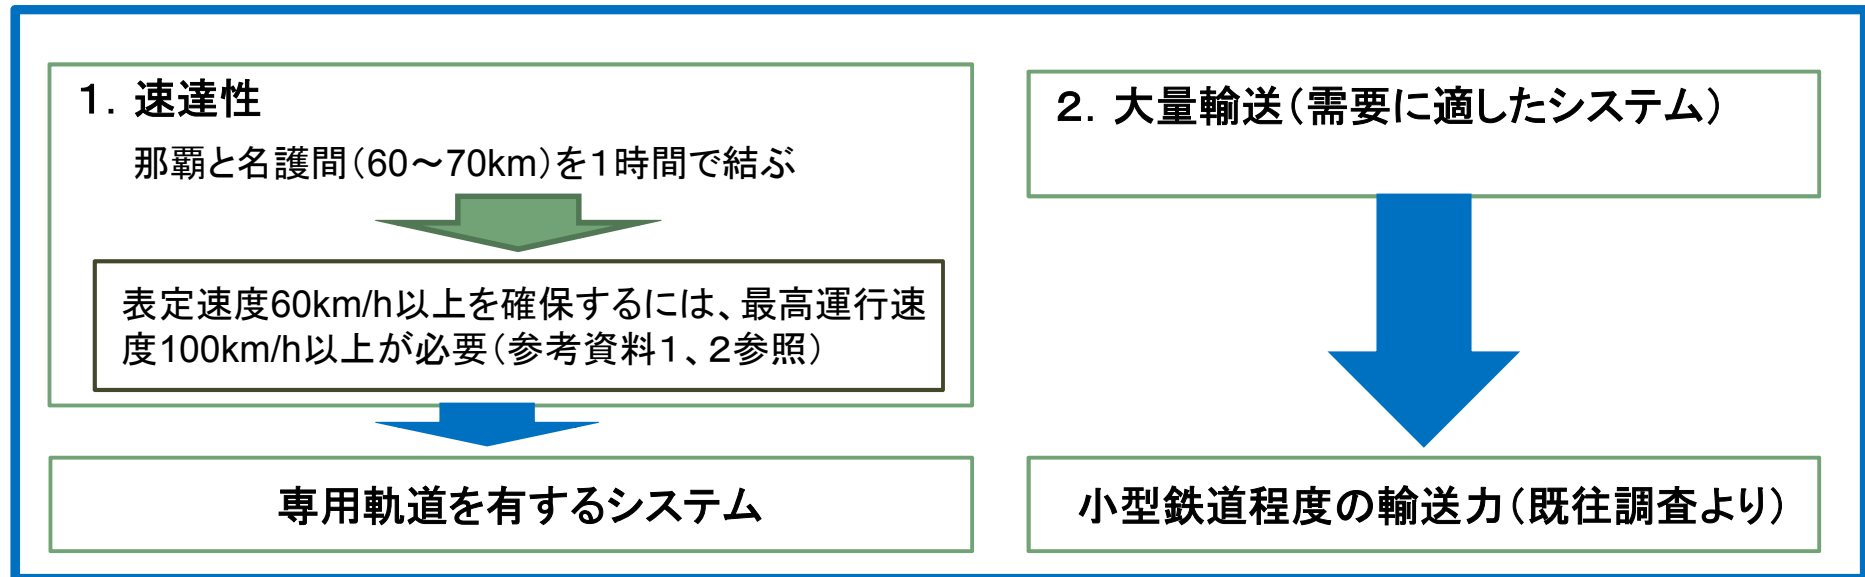 １．速達性
那覇と名護間（60～70km）を１時間で結ぶ
表定速度60km/h以上を確保するには、最高運行速
度100km/h以上が必要（参考資料１、２参照）
専用軌道を有するシステム
２．大量輸送（需要に適したシステム）
小型鉄道程度の輸送力（既往調査より）